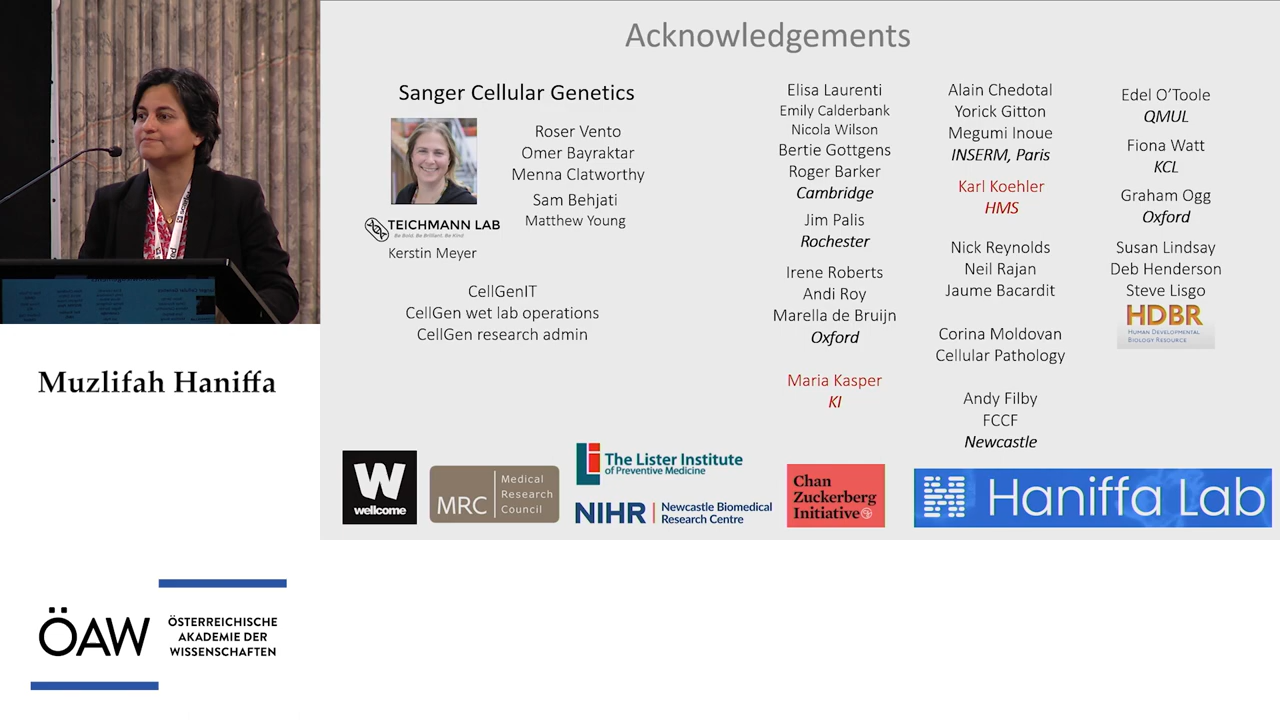 Acknowledgements
Sanger Cellular Genetics
Roser Vento
Omer Bayraktar
Menna Clatworthy
Sam Behjati
Matthew Young
TEICHMANN LAB
Be Bold. Be Brilliant. Be Kind
Kerstin Meyer
CellGenIT
CellGen wet lab operations
CellGen research admin
Elisa Laurenti
Emily Calderbank
Nicola Wilson
Bertie Gottgens
Roger Barker
Cambridge
Jim Palis
Rochester
Irene Roberts
Andi Roy
Marella de Bruijn
Oxford
Maria Kasper
KI
Alain Chedotal
Yorick Gitton
Megumi Inoue
INSERM, Paris
Karl Koehler
HMS
Nick Reynolds
Neil Rajan
Jaume Bacardit
Corina Moldovan
Cellular Pathology
Andy Filby
FCCF
Newcastle
Edel O'Toole
QMUL
Fiona Watt
KCL
Graham Ogg
Oxford
Susan Lindsay
Deb Henderson
Steve Lisgo
HDBR
HUMAN DEVELOPMENTAL
BIOLOGY RESOURCE
W
wellcome
MRC
Medical
Research
Council
The Lister Institute
of Preventive Medicine
NIHR
Newcastle Biomedical
Research Centre
Chan
Zuckerberg
Initiative
Haniffa Lab
Muzlifah Haniffa
ÖAW
ÖSTERREICHISCHE
AKADEMIE DER
WISSENSCHAFTEN